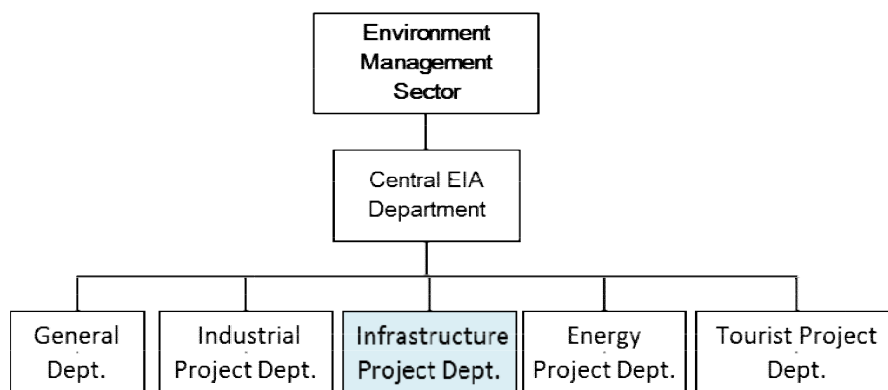 Environment
Management
Sector
Central EIA
Department
General
Dept.
Industrial
Project Dept.
Infrastructure
Project Dept.
Energy
Project Dept.
Tourist Project
Dept.